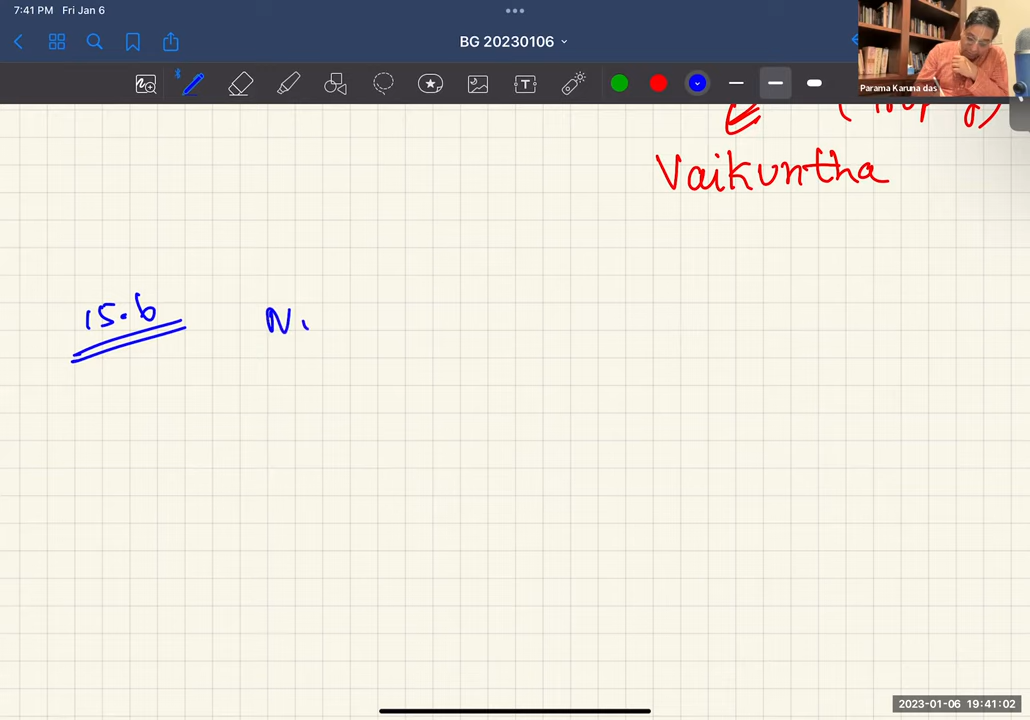 7:41 PM Fri Jan 6
BG 20230106
T
Parama Karuna das
Vaikuntha
15.6 N
2023-01-06 19:41:02